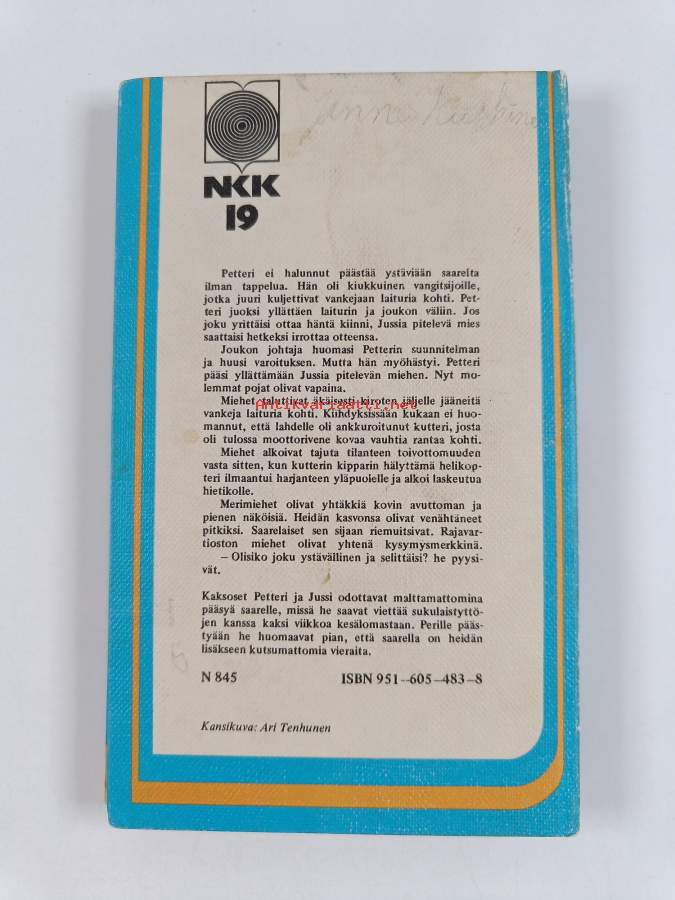 NKK
19
Petteri ei halunnut päästää ystäviään saarelta
ilman tappelua. Hän oli kiukkuinen vangitsijoille,
jotka juuri kuljettivat vankejaan laituria kohti. Pet-
teri juoksi yllättäen laiturin ja joukon väliin. Jos
joku yrittäisi ottaa häntä kiinni, Jussia pitelevä mies
saattaisi hetkeksi irrottaa otteensa.
Joukon johtaja huomasi Petterin suunnitelman
ja huusi varoituksen. Mutta hän myöhästyi. Petteri
pääsi yllättämään Jussia pitelevän miehen. Nyt mo-
lemmat pojat olivat vapaina.
Miehet taluttivat äkäisesti kiroten jäljelle jääneitä
Antikvariaatti.net
vankeja laituria kohti. Kiihdyksissään kukaan ei huo-
mannut, että lahdelle oli ankkuroitunut kutteri, josta
oli tulossa moottorivene kovaa vauhtia rantaa kohti.
Miehet alkoivat tajuta tilanteen toivottomuuden
vasta sitten, kun kutterin kipparin hälyttämä helikop-
teri ilmaantui harjanteen yläpuolelle ja alkoi laskeutua
hietikolle.
Merimiehet olivat yhtäkkiä kovin avuttoman ja
pienen näköisiä. Heidän kasvonsa olivat venähtäneet
pitkiksi. Saarelaiset sen sijaan riemuitsivat. Rajavar-
tioston miehet olivat yhtenä kysymysmerkkinä.
— Olisiko joku ystävällinen ja selittäisi? he pyysi-
vät.
Kaksoset Petteri ja Jussi odottavat malttamattomina
pääsyä saarelle, missä he saavat viettää sukulaistyttö-
jen kanssa kaksi viikkoa kesälomastaan. Perille pääs-
tyään he huomaavat pian, että saarella on heidän
lisäkseen kutsumattomia vieraita.
N 845 ISBN 951—605—483—8
Kansikuva: Ari Tenhunen